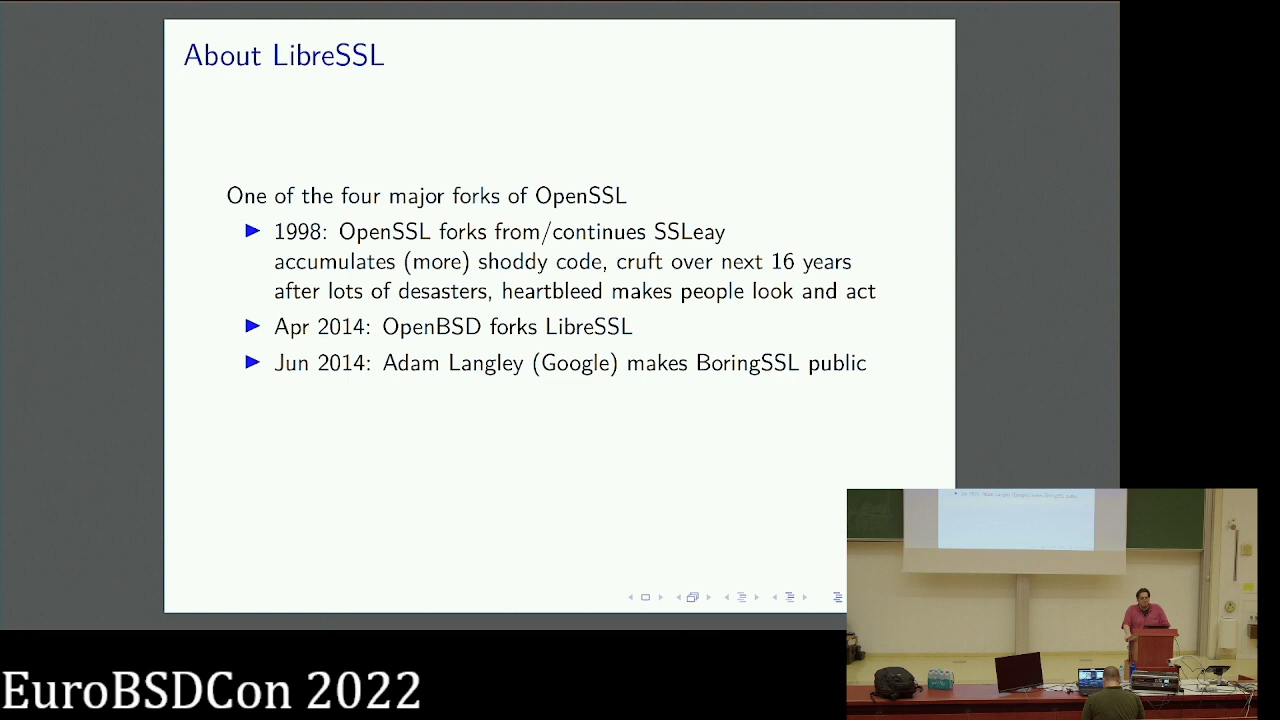 About LibreSSL
One of the four major forks of OpenSSL
1998: OpenSSL forks from/continues SSLeay
accumulates (more) shoddy code, cruft over next 16 years
after lots of desasters, heartbleed makes people look and act
Apr 2014: OpenBSD forks LibreSSL
Jun 2014: Adam Langley (Google) makes BoringSSL public
EuroBSDCon 2022